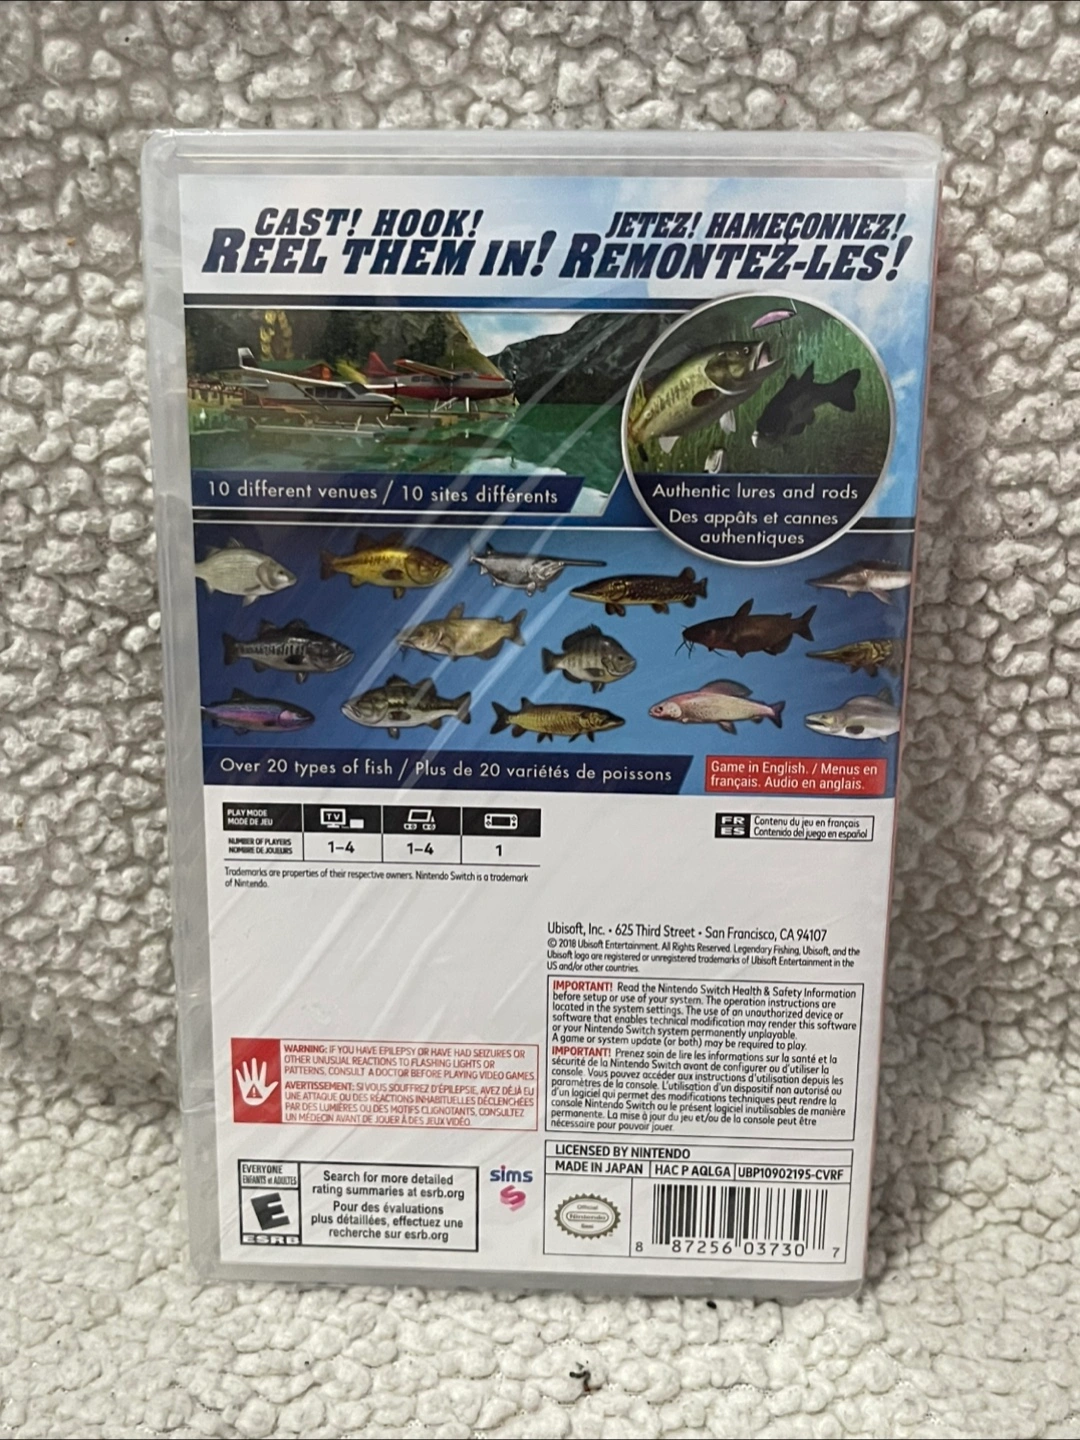 CAST! HOOK!
REEL THEM IN!
JETEZ! HAMEÇONNEZ!
REMONTEZ-LES!
10 different venues / 10 sites différents
Authentic lures and rods
Des appâts et cannes
authentiques
Over 20 types of fish / Plus de 20 variétés de poissons
Game in English. / Menus en
français. Audio en anglais.
PLAY MODE
MODE DE JEU
TV
NUMBER OF PLAYERS
NOMBRE DE JOUEURS
1-4
1-4
1
FR Contenu du jeu en français
ES Contenido del juego en español
Trademarks are properties of their respective owners. Nintendo Switch is a trademark
of Nintendo.
Ubisoft, Inc. • 625 Third Street • San Francisco, CA 94107
© 2018 Ubisoft Entertainment. All Rights Reserved. Legendary Fishing, Ubisoft, and the
Ubisoft logo are registered or unregistered trademarks of Ubisoft Entertainment in the
US and/or other countries.
IMPORTANT! Read the Nintendo Switch Health & Safety Information
before setup or use of your system. The operation instructions are
located in the system settings. The use of an unauthorized device or
software that enables technical modification may render this software
or your Nintendo Switch system permanently unplayable.
A game or system update (or both) may be required to play.
IMPORTANT! Prenez soin de lire les informations sur la santé et la
sécurité de la Nintendo Switch avant de configurer ou d'utiliser la
console. Vous pouvez accéder aux instructions d'utilisation depuis les
paramètres de la console. L'utilisation d'un dispositif non autorisé ou
d'un logiciel qui permet des modifications techniques peut rendre la
console Nintendo Switch ou le présent logiciel inutilisables de manière
permanente. La mise à jour du jeu et/ou de la console peut être
nécessaire pour pouvoir jouer.
WARNING: IF YOU HAVE EPILEPSY OR HAVE HAD SEIZURES OR
OTHER UNUSUAL REACTIONS TO FLASHING LIGHTS OR
PATTERNS, CONSULT A DOCTOR BEFORE PLAYING VIDEO GAMES.
AVERTISSEMENT: SI VOUS SOUFFREZ D'ÉPILEPSIE, AVEZ DÉJÀ EU
UNE ATTAQUE OU DES RÉACTIONS INHABITUELLES DÉCLENCHÉES
PAR DES LUMIÈRES OU DES MOTIFS CLIGNOTANTS, CONSULTEZ
UN MÉDECIN AVANT DE JOUER À DES JEUX VIDÉO.
EVERYONE
ENFANTS et ADULTES
E
ESRB
Search for more detailed
rating summaries at esrb.org
Pour des évaluations
plus détaillées, effectuez une
recherche sur esrb.org
sims
LICENSED BY NINTENDO
MADE IN JAPAN HAC P AQLGA UBP10902195-CVRF
Official
Nintendo
Seal
8 87256 03730 7